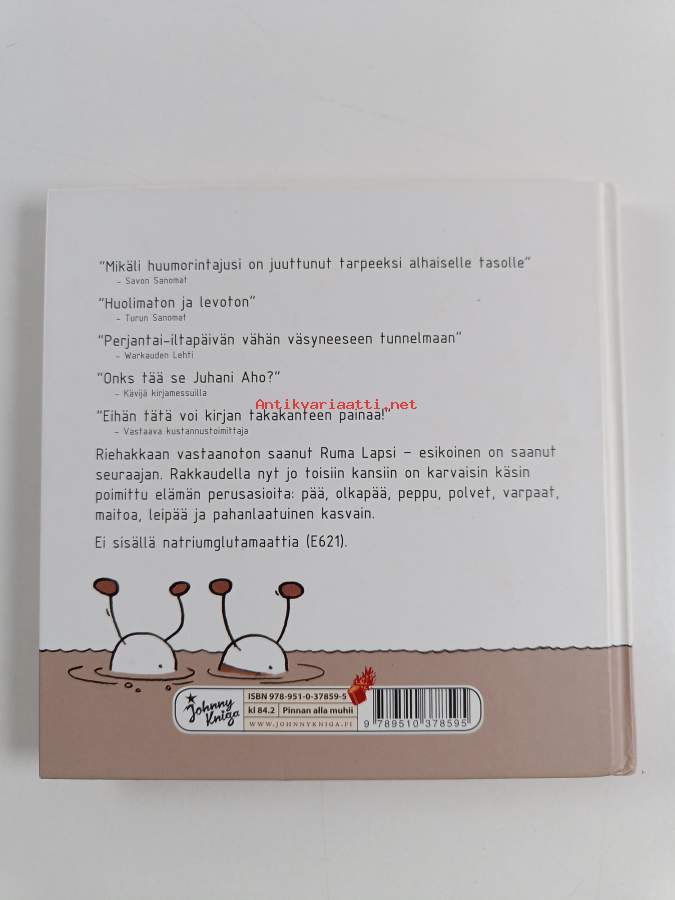 "Mikäli huumorintajusi on juuttunut tarpeeksi alhaiselle tasolle"
– Savon Sanomat
"Huolimaton ja levoton"
– Turun Sanomat
"Perjantai-iltapäivän vähän väsyneeseen tunnelmaan"
– Warkauden Lehti
"Onks tää se Juhani Aho?"
– Kävijä kirjamessuilla
Antikvariaatti.net
"Eihän tätä voi kirjan takakanteen painaa!"
– Vastaava kustannustoimittaja
Riehakkaan vastaanoton saanut Ruma Lapsi – esikoinen on saanut
seuraajan. Rakkaudella nyt jo toisiin kansiin on karvaisin käsin
poimittu elämän perusasioita: pää, olkapää, peppu, polvet, varpaat,
maitoa, leipää ja pahanlaatuinen kasvain.
Ei sisällä natriumglutamaattia (E621).
Johnny
Kniga
ISBN 978-951-0-37859-5
kl 84.2 Pinnan alla muhii
WWW.JOHNNYKNIGA.FI
9 789510 378595